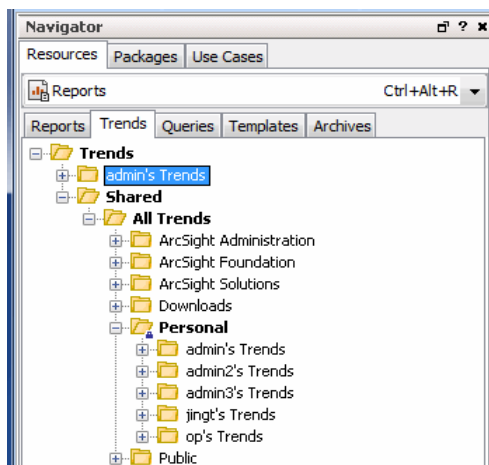 Navigator ?
Resources Packages Use Cases
Reports Ctrl+Alt+R
Reports Trends Queries Templates Archives
Trends
admin's Trends
Shared
All Trends
ArcSight Administration
ArcSight Foundation
ArcSight Solutions
Downloads
Personal
admin's Trends
admin2's Trends
admin3's Trends
jingt's Trends
op's Trends
Public